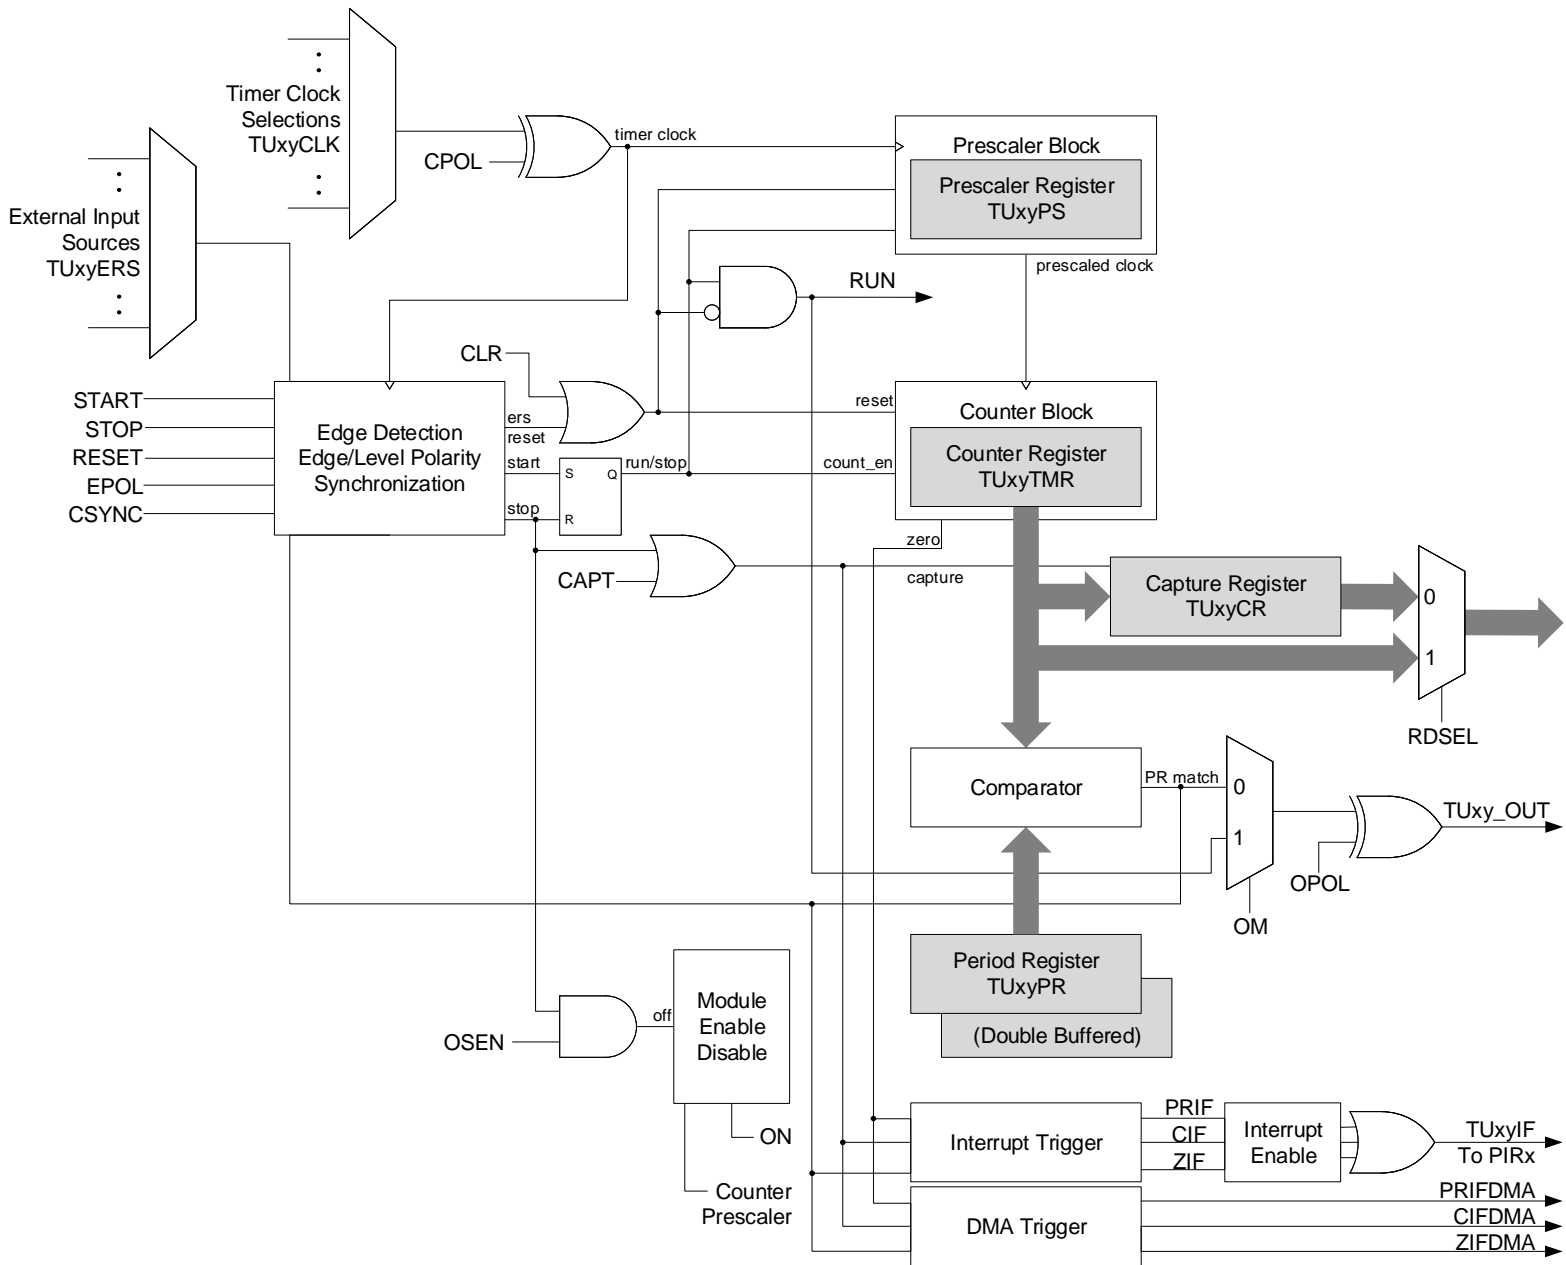 Timer Clock
Selections
TUxyCLK
External Input
Sources
TUxyERS
CPOL
timer clock
Prescaler Block
Prescaler Register
TUxyPS
prescaled clock
RUN
CLR
START
STOP
RESET
EPOL
CSYNC
Edge Detection
Edge/Level Polarity
Synchronization
ers
reset
start
stop
S
Q
R
run/stop
reset
count_en
Counter Block
Counter Register
TUxyTMR
zero
CAPT
capture
Capture Register
TUxyCR
0
1
RDSEL
Comparator
PR match
0
1
OM
OPOL
TUxy_OUT
Period Register
TUxyPR
(Double Buffered)
OSEN
off
Module
Enable
Disable
ON
Counter
Prescaler
Interrupt Trigger
PRIF
CIF
ZIF
Interrupt
Enable
TUxyIF
To PIRx
DMA Trigger
PRIFDMA
CIFDMA
ZIFDMA